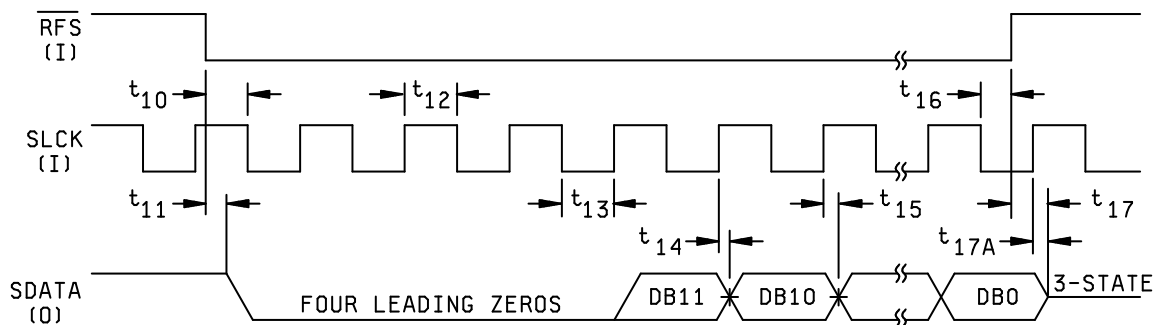 RFS
(I)
t10
t12
t16
SLCK
(I)
t11
t13
t15
t17
t14
t17A
SDATA
(O)
FOUR LEADING ZEROS
DB11
DB10
DB0
3-STATE